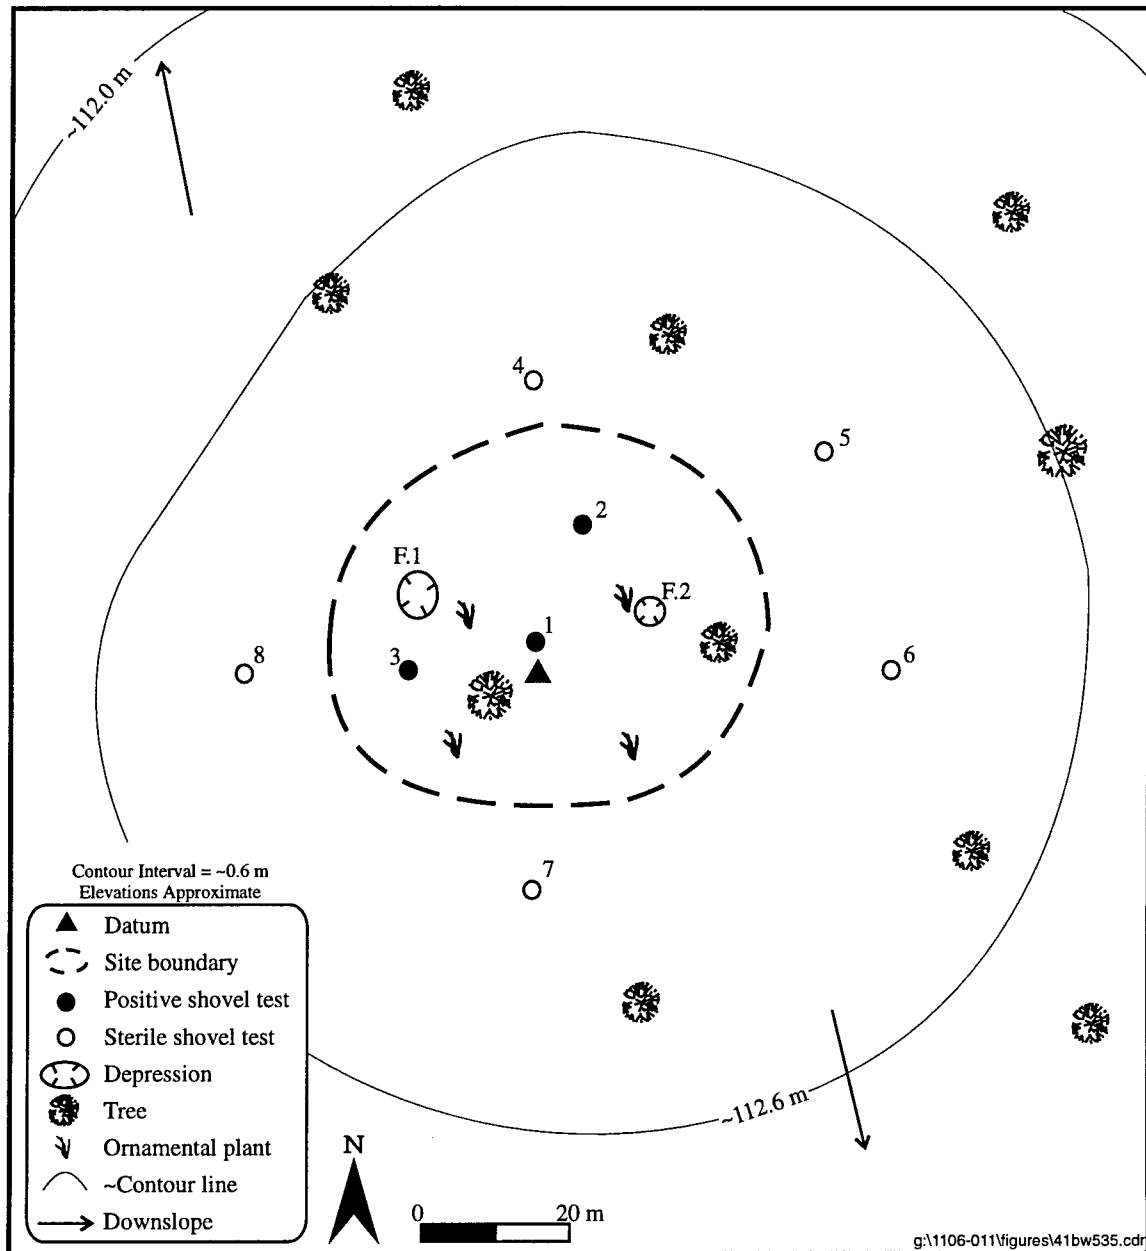 ~112.0 m
4
5
2
F.1
F.2
1
3
8
6
7
~112.6 m
Contour Interval = ~0.6 m
Elevations Approximate
Datum
Site boundary
Positive shovel test
Sterile shovel test
Depression
Tree
Ornamental plant
~Contour line
Downslope
N
0 20 m
g:\1106-011\figures\41bw535.cdr